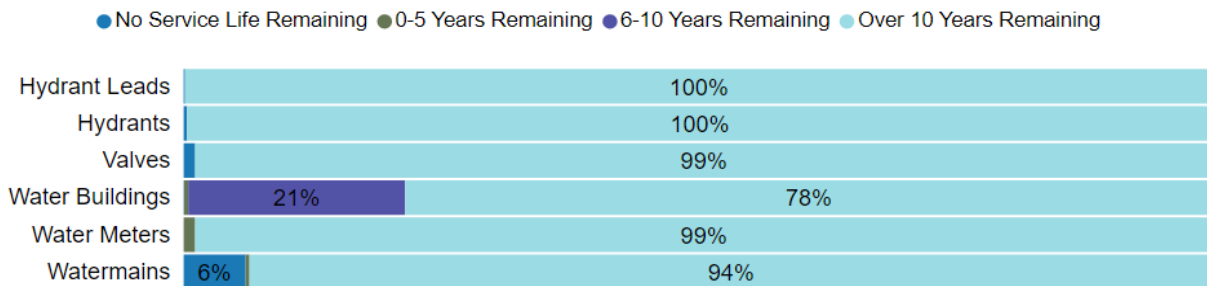 No Service Life Remaining 0-5 Years Remaining 6-10 Years Remaining Over 10 Years Remaining
Hydrant Leads 100%
Hydrants 100%
Valves 99%
Water Buildings 21% 78%
Water Meters 99%
Watermains 6% 94%